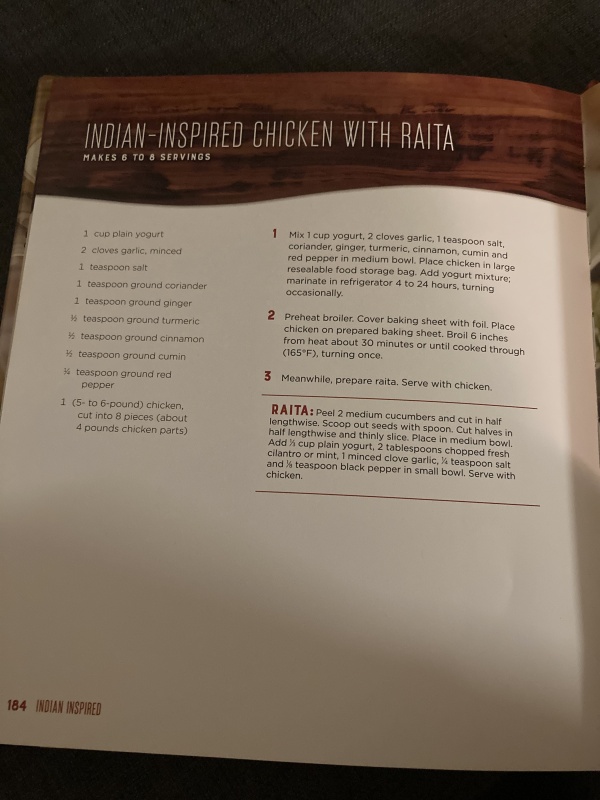 INDIAN-INSPIRED CHICKEN WITH RAITA
MAKES 6 TO 8 SERVINGS
1 cup plain yogurt
2 cloves garlic, minced
1 teaspoon salt
1 teaspoon ground coriander
1 teaspoon ground ginger
½ teaspoon ground turmeric
½ teaspoon ground cinnamon
½ teaspoon ground cumin
¼ teaspoon ground red
pepper
1 (5- to 6-pound) chicken,
cut into 8 pieces (about
4 pounds chicken parts)
1 Mix 1 cup yogurt, 2 cloves garlic, 1 teaspoon salt,
coriander, ginger, turmeric, cinnamon, cumin and
red pepper in medium bowl. Place chicken in large
resealable food storage bag. Add yogurt mixture;
marinate in refrigerator 4 to 24 hours, turning
occasionally.
2 Preheat broiler. Cover baking sheet with foil. Place
chicken on prepared baking sheet. Broil 6 inches
from heat about 30 minutes or until cooked through
(165°F), turning once.
3 Meanwhile, prepare raita. Serve with chicken.
RAITA: Peel 2 medium cucumbers and cut in half
lengthwise. Scoop out seeds with spoon. Cut halves in
half lengthwise and thinly slice. Place in medium bowl.
Add cup plain yogurt, 2 tablespoons chopped fresh
cilantro or mint, 1 minced clove garlic, ¼ teaspoon salt
and ⅛ teaspoon black pepper in small bowl. Serve with
chicken.
184 INDIAN INSPIRED